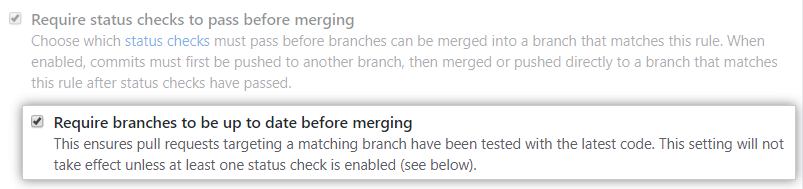 Require status checks to pass before merging
Choose which status checks must pass before branches can be merged into a branch that matches this rule. When
enabled, commits must first be pushed to another branch, then merged or pushed directly to a branch that matches
this rule after status checks have passed.
Require branches to be up to date before merging
This ensures pull requests targeting a matching branch have been tested with the latest code. This setting will not
take effect unless at least one status check is enabled (see below).